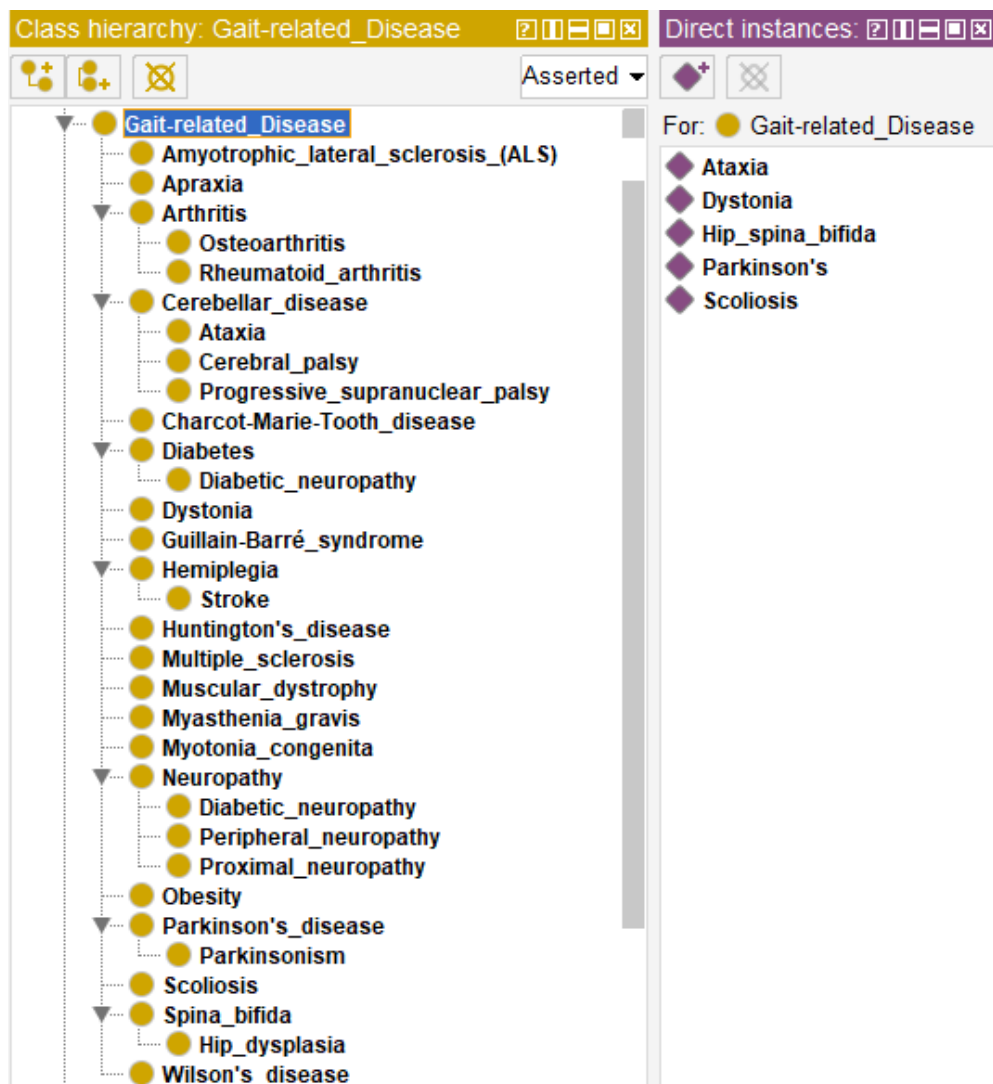 Class hierarchy: Gait-related_Disease
Asserted
Gait-related_Disease
Amyotrophic_lateral_sclerosis_(ALS)
Apraxia
Arthritis
Osteoarthritis
Rheumatoid_arthritis
Cerebellar_disease
Ataxia
Cerebral_palsy
Progressive_supranuclear_palsy
Charcot-Marie-Tooth_disease
Diabetes
Diabetic_neuropathy
Dystonia
Guillain-Barré_syndrome
Hemiplegia
Stroke
Huntington's_disease
Multiple_sclerosis
Muscular_dystrophy
Myasthenia_gravis
Myotonia_congenita
Neuropathy
Diabetic_neuropathy
Peripheral_neuropathy
Proximal_neuropathy
Obesity
Parkinson's_disease
Parkinsonism
Scoliosis
Spina_bifida
Hip_dysplasia
Wilson's_disease
Direct instances:
For: Gait-related_Disease
Ataxia
Dystonia
Hip_spina_bifida
Parkinson's
Scoliosis